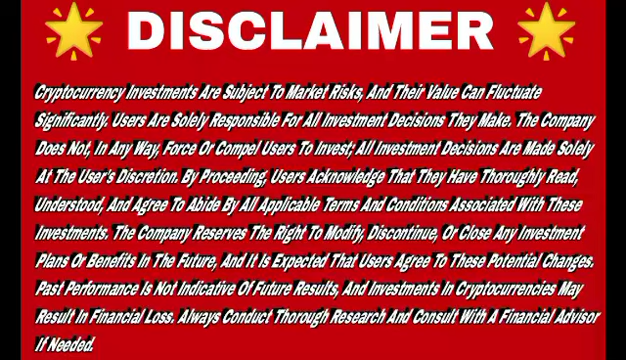 DISCLAIMER
Cryptocurrency Investments Are Subject To Market Risks, And Their Value Can Fluctuate
Significantly. Users Are Solely Responsible For All Investment Decisions They Make. The Company
Does Not, In Any Way, Force Or Compel Users To Invest; All Investment Decisions Are Made Solely
At The User's Discretion. By Proceeding, Users Acknowledge That They Have Thoroughly Read,
Understood, And Agree To Abide By All Applicable Terms And Conditions Associated With These
Investments. The Company Reserves The Right To Modify, Discontinue, Or Close Any Investment
Plans Or Benefits In The Future, And It Is Expected That Users Agree To These Potential Changes.
Past Performance Is Not Indicative Of Future Results, And Investments In Cryptocurrencies May
Result In Financial Loss. Always Conduct Thorough Research And Consult With A Financial Advisor
If Needed.